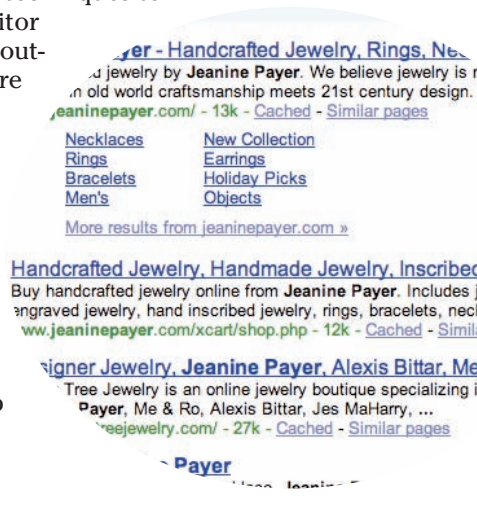 itor
out-
re
yer - Handcrafted Jewelry, Rings,
jewelry by Jeanine Payer. We believe jewelry is
old world craftsmanship meets 21st century design.
eaninepayer.com/ - 13k - Cached - Similar pages
Necklaces New Collection
Rings Earrings
Bracelets Holiday Picks
Men's Objects
More results from jeaninepayer.com »
Handcrafted Jewelry, Handmade Jewelry, Inscribed
Buy handcrafted jewelry online from Jeanine Payer. Includes
engraved jewelry, hand inscribed jewelry, rings, bracelets, nec
ww.jeaninepayer.com/xcart/shop.php - 12k - Cached - Simila
signer Jewelry, Jeanine Payer, Alexis Bittar, Me
Tree Jewelry is an online jewelry boutique specializing i
Payer, Me & Ro, Alexis Bittar, Jes MaHarry, ...
reejewelry.com/ - 27k - Cached - Similar pages
Payer